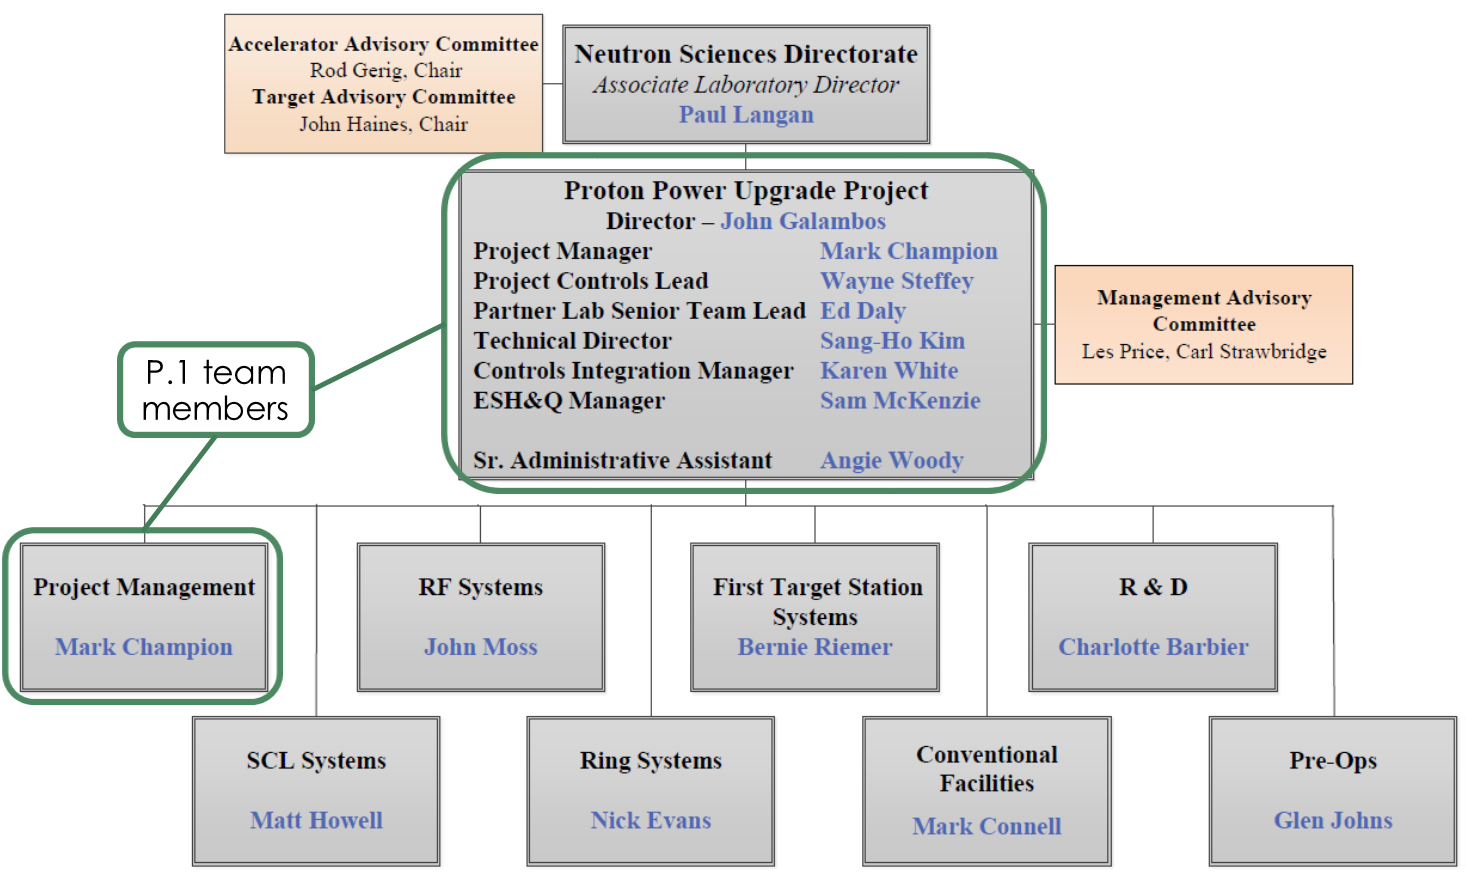 Accelerator Advisory Committee
Rod Gerig, Chair
Target Advisory Committee
John Haines, Chair
Neutron Sciences Directorate
Associate Laboratory Director
Paul Langan
Proton Power Upgrade Project
Director – John Galambos
Project Manager Mark Champion
Project Controls Lead Wayne Steffey
Partner Lab Senior Team Lead Ed Daly
Technical Director Sang-Ho Kim
Controls Integration Manager Karen White
ESH&Q Manager Sam McKenzie
Sr. Administrative Assistant Angie Woody
Management Advisory
Committee
Les Price, Carl Strawbridge
P.1 team
members
Project Management
Mark Champion
RF Systems
John Moss
First Target Station
Systems
Bernie Riemer
R & D
Charlotte Barbier
SCL Systems
Matt Howell
Ring Systems
Nick Evans
Conventional
Facilities
Mark Connell
Pre-Ops
Glen Johns